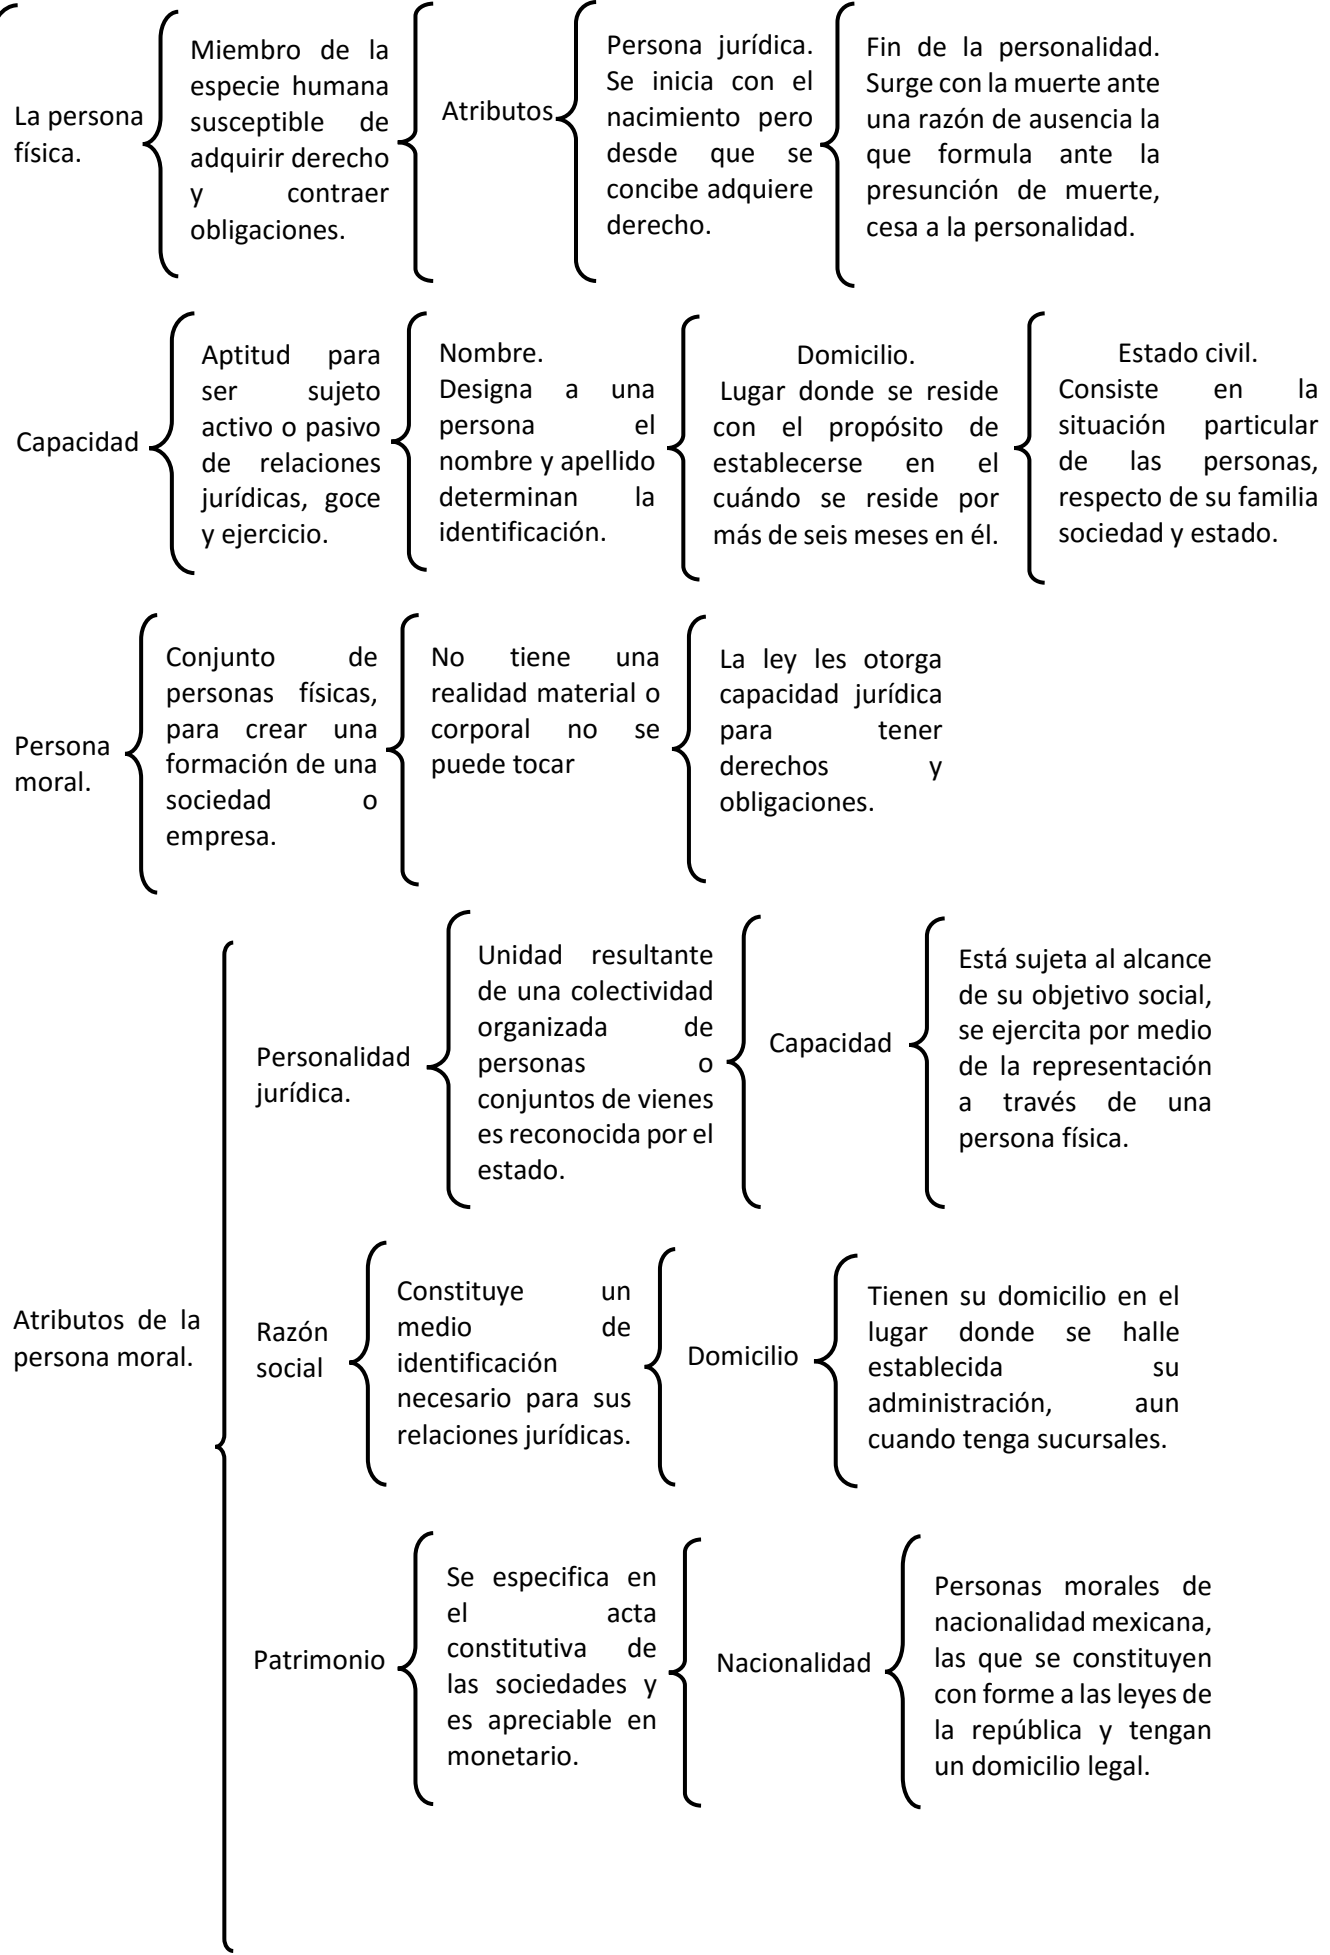 La persona
física.
Miembro de la
especie humana
susceptible de
adquirir derecho
y contraer
obligaciones.
Atributos
Persona jurídica.
Se inicia con el
nacimiento pero
desde que se
concibe adquiere
derecho.
Fin de la personalidad.
Surge con la muerte ante
una razón de ausencia la
que formula ante la
presunción de muerte,
cesa a la personalidad.
Capacidad
Aptitud para
ser sujeto
activo o pasivo
de relaciones
jurídicas, goce
y ejercicio.
Nombre.
Designa a una
persona el
nombre y apellido
determinan la
identificación.
Domicilio.
Lugar donde se reside
con el propósito de
establecerse en el
cuándo se reside por
más de seis meses en él.
Estado civil.
Consiste en la
situación particular
de las personas,
respecto de su familia
sociedad y estado.
Persona
moral.
Conjunto de
personas físicas,
para crear una
formación de una
sociedad o
empresa.
No tiene una
realidad material o
corporal no se
puede tocar
La ley les otorga
capacidad jurídica
para tener
derechos y
obligaciones.
Atributos de la
persona moral.
Personalidad
jurídica.
Unidad resultante
de una colectividad
organizada de
personas o
conjuntos de vienes
es reconocida por el
estado.
Capacidad
Está sujeta al alcance
de su objetivo social,
se ejercita por medio
de la representación
a través de una
persona física.
Razón
social
Constituye un
medio de
identificación
necesario para sus
relaciones jurídicas.
Domicilio
Tienen su domicilio en el
lugar donde se halle
establecida su
administración, aun
cuando tenga sucursales.
Patrimonio
Se especifica en
el acta
constitutiva de
las sociedades y
es apreciable en
monetario.
Nacionalidad
Personas morales de
nacionalidad mexicana,
las que se constituyen
con forme a las leyes de
la república y tengan
un domicilio legal.